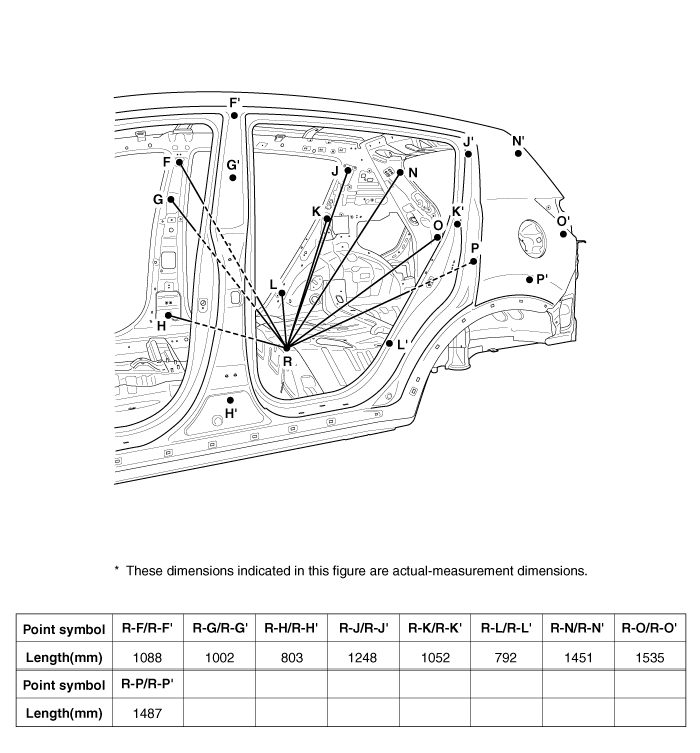 F'
F
G'
G
J'
N'
J
N
K
K'
O
O'
P
P'
L
H
R
L'
H'
* These dimensions indicated in this figure are actual-measurement dimensions.
Point symbol R-F/R-F' R-G/R-G' R-H/R-H' R-J/R-J' R-K/R-K' R-L/R-L' R-N/R-N' R-O/R-O'
Length(mm) 1088 1002 803 1248 1052 792 1451 1535
Point symbol R-P/R-P'
Length(mm) 1487